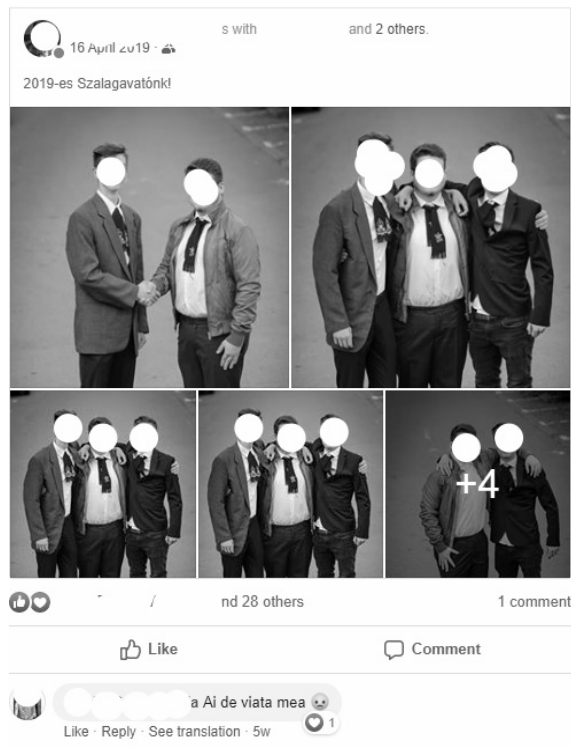 s with and 2 others.
16 April 2019
2019-es Szalagavatónk!
+4
nd 28 others 1 comment
Like Comment
a Ai de viata mea
1
Like · Reply · See translation · 5w